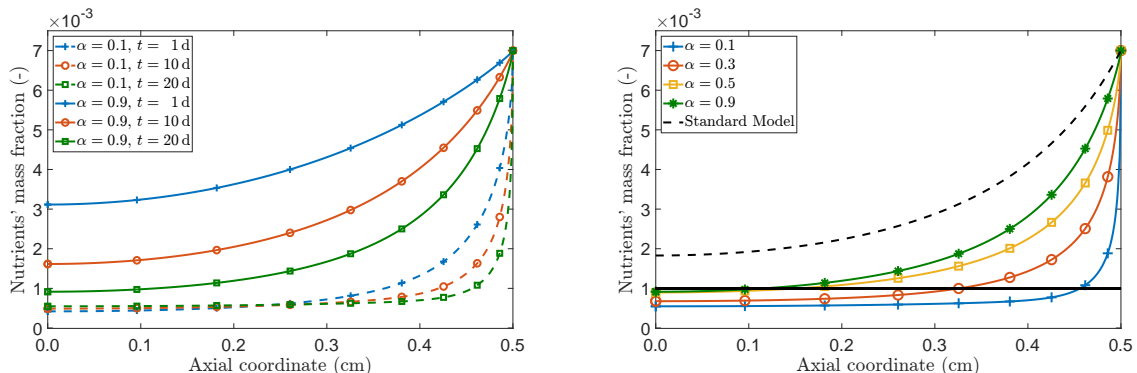 ×10⁻³
7
6
5
4
3
2
1
0
Nutrients' mass fraction (-)
α = 0.1, t = 1 d
α = 0.1, t = 10 d
α = 0.1, t = 20 d
α = 0.9, t = 1 d
α = 0.9, t = 10 d
α = 0.9, t = 20 d
0.0 0.1 0.2 0.3 0.4 0.5
Axial coordinate (cm)
×10⁻³
7
6
5
4
3
2
1
0
Nutrients' mass fraction (-)
α = 0.1
α = 0.3
α = 0.5
α = 0.9
Standard Model
0.0 0.1 0.2 0.3 0.4 0.5
Axial coordinate (cm)